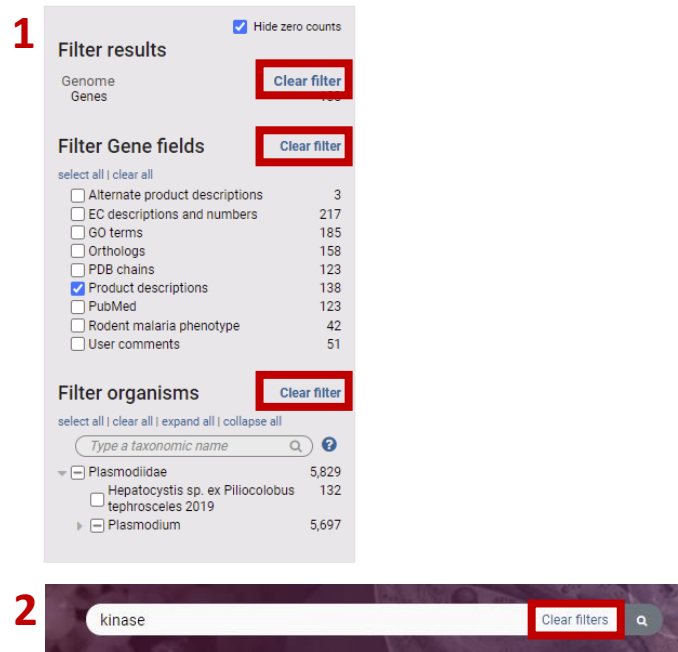 1
Hide zero counts
Filter results
Genome Clear filter
Genes
Filter Gene fields Clear filter
select all | clear all
Alternate product descriptions 3
EC descriptions and numbers 217
GO terms 185
Orthologs 158
PDB chains 123
Product descriptions 138
PubMed 123
Rodent malaria phenotype 42
User comments 51
Filter organisms Clear filter
select all | clear all | expand all | collapse all
Type a taxonomic name ?
Plasmodiidae 5,829
Hepatocystis sp. ex Piliocolobus 132
tephrosceles 2019
Plasmodium 5,697
2
kinase Clear filters